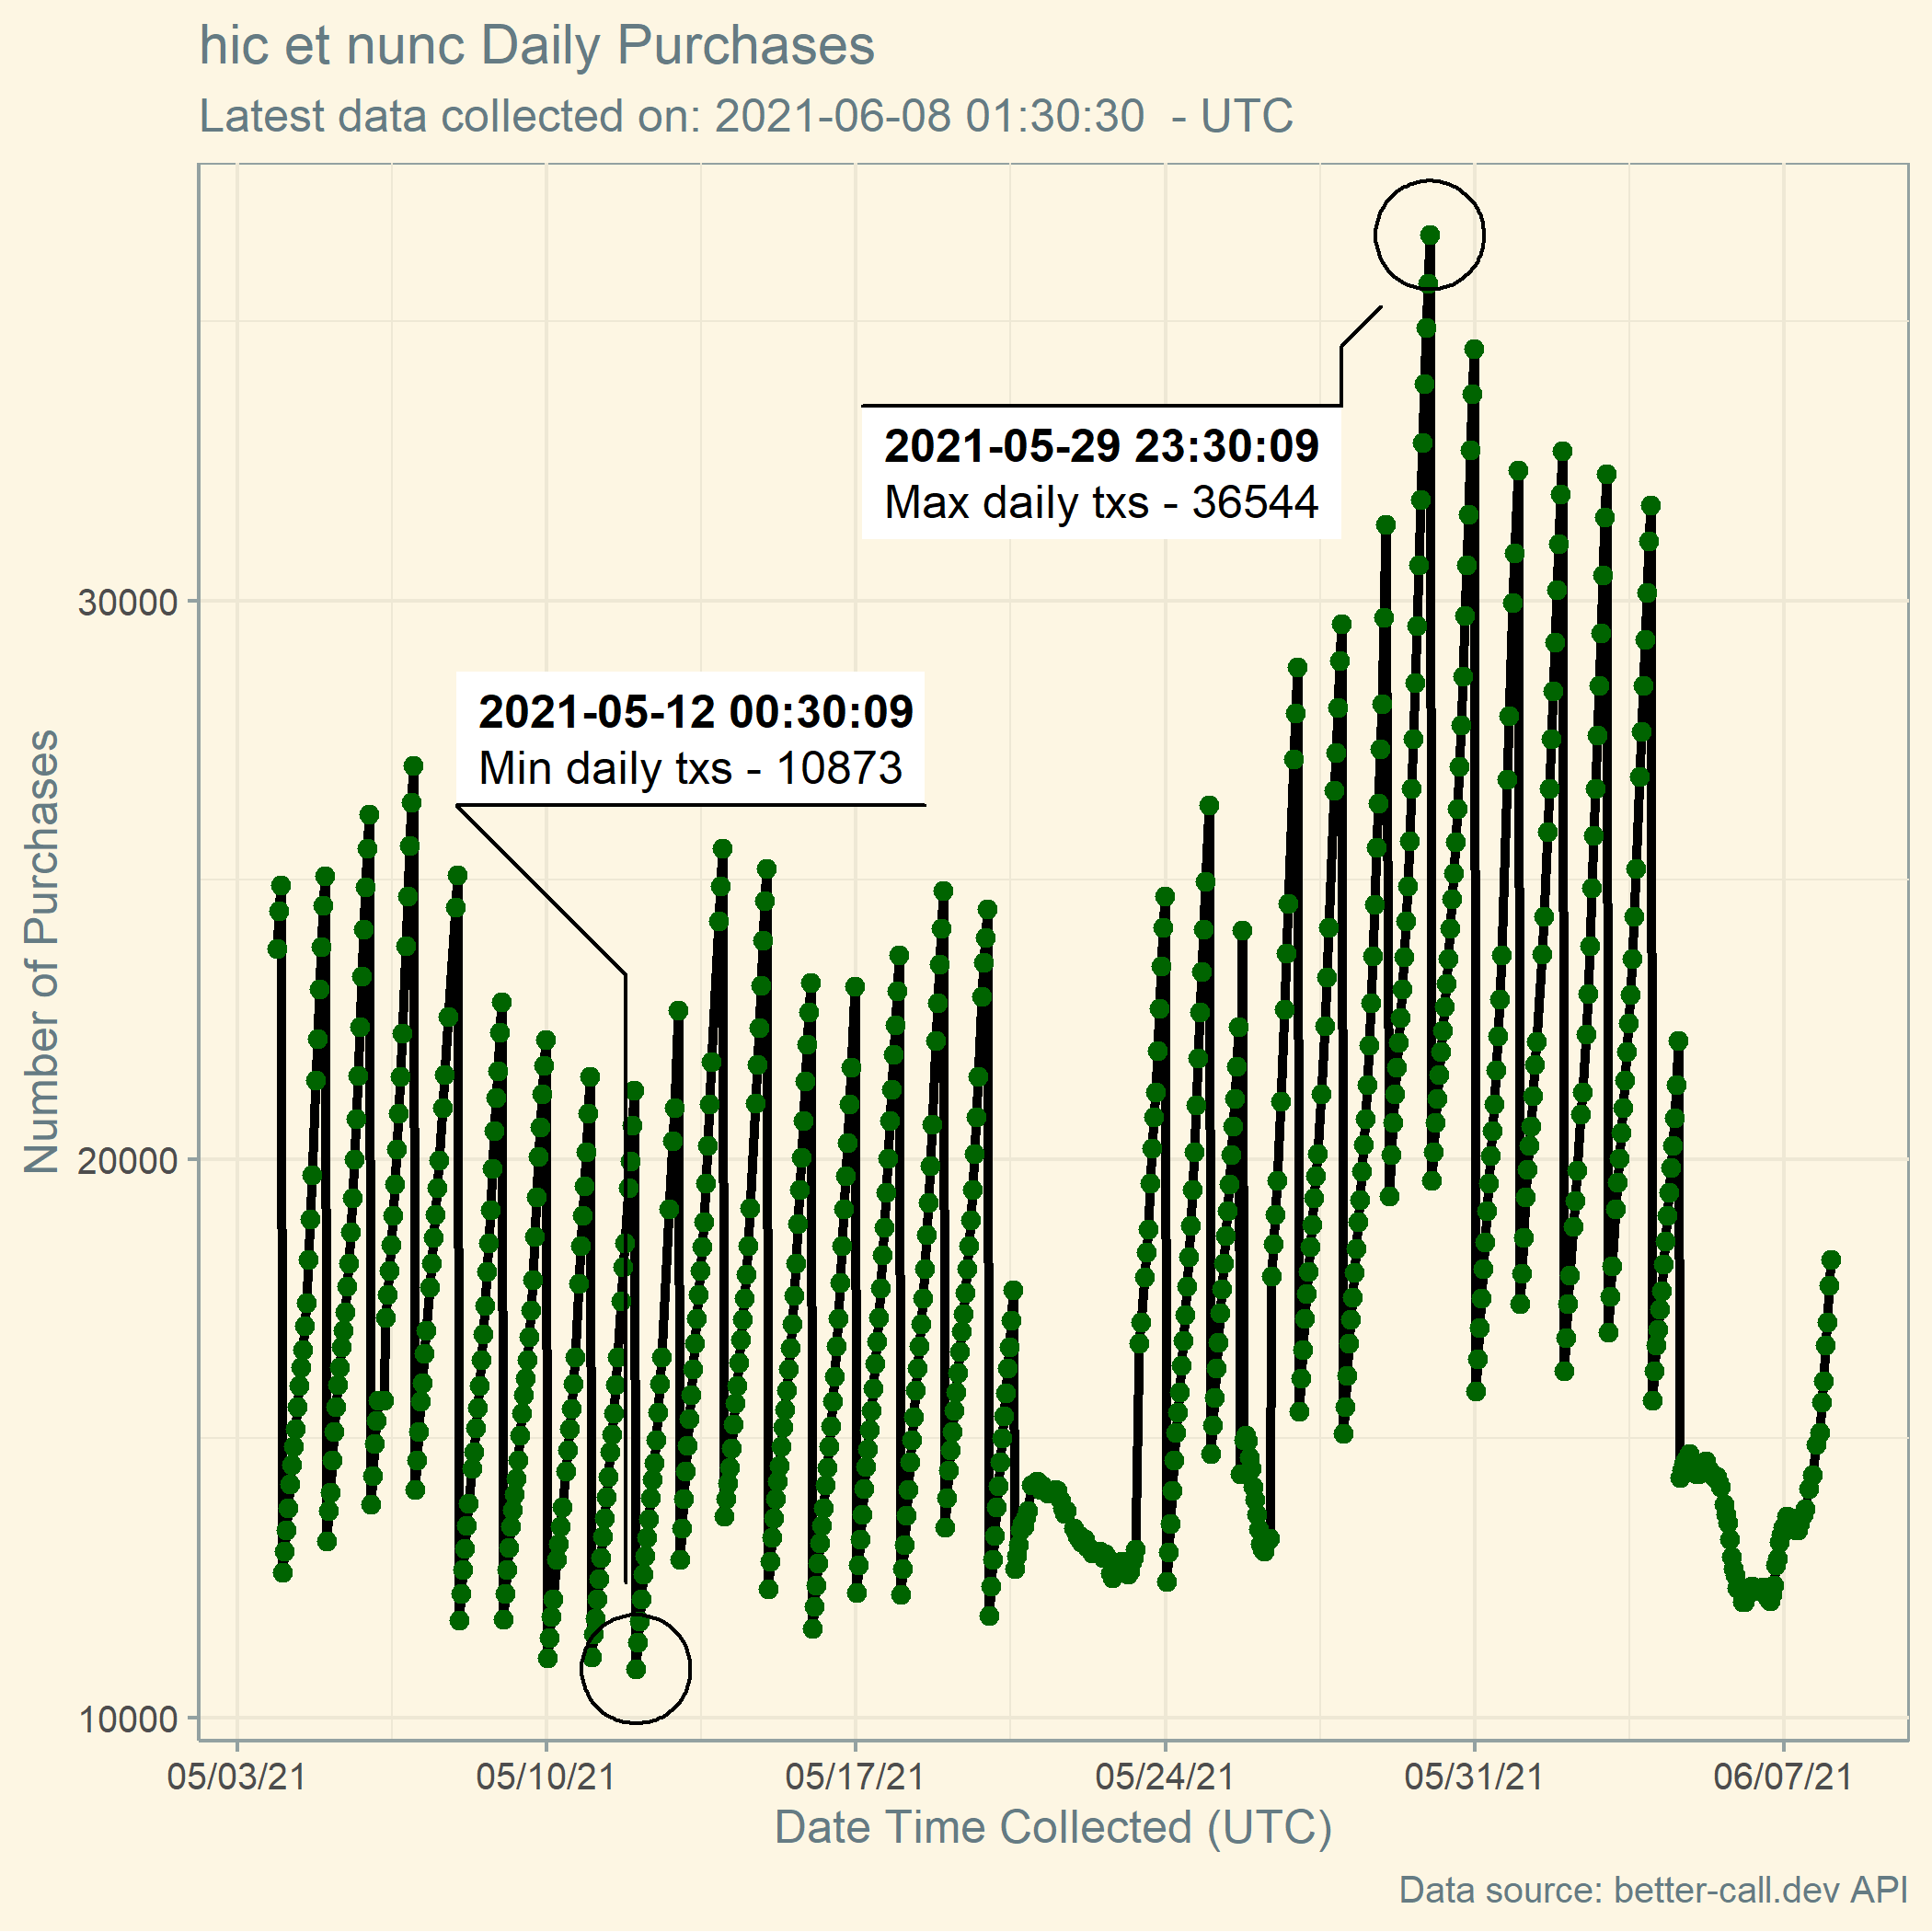 hic et nunc Daily Purchases
Latest data collected on: 2021-06-08 01:30:30  - UTC
2021-05-29 23:30:09
Max daily txs - 36544
2021-05-12 00:30:09
Min daily txs - 10873
Number of Purchases
30000
20000
10000
05/03/21
05/10/21
05/17/21
05/24/21
05/31/21
06/07/21
Date Time Collected (UTC)
Data source: better-call.dev API